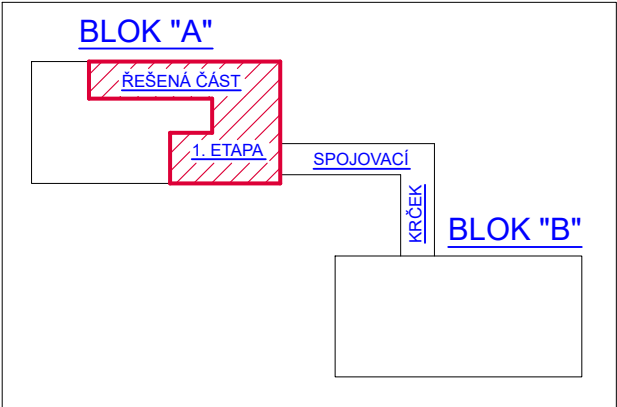 BLOK "A"
ŘEŠENÁ ČÁST
1. ETAPA
SPOJOVACÍ
KRČEK
BLOK "B"